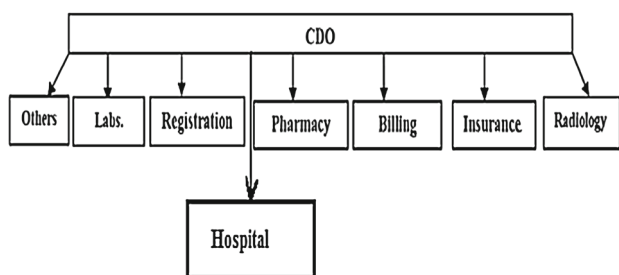 CDO
Others
Labs.
Registration
Pharmacy
Billing
Insurance
Radiology
Hospital